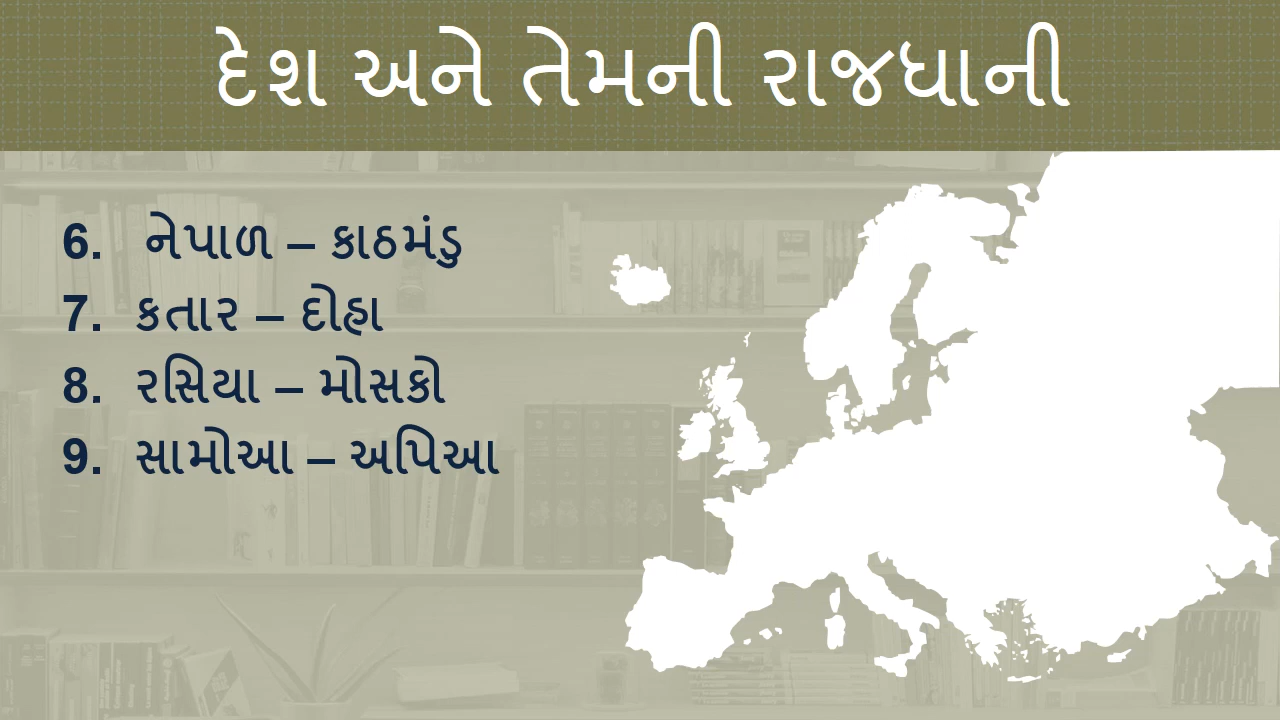 દેશ અને તેમની રાજધાની
6. નેપાળ – કાઠમંડુ
7. કતાર – દોહા
8. રસિયા – મોસકો
9. સામોઆ – અપિઆ